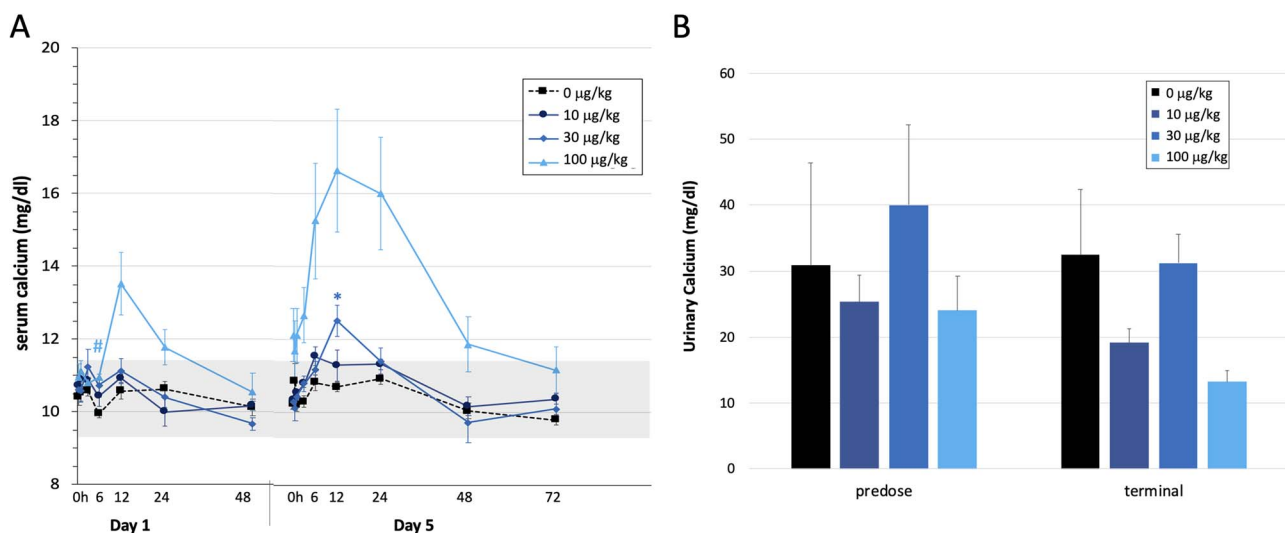 A
serum calcium (mg/dl)
20
18
16
14
12
10
8
0 µg/kg
10 µg/kg
30 µg/kg
100 µg/kg
#
*
0h 6 12 24 48
0h 6 12 24 48 72
Day 1
Day 5
B
Urinary Calcium (mg/dl)
60
50
40
30
20
10
0
0 µg/kg
10 µg/kg
30 µg/kg
100 µg/kg
predose
terminal